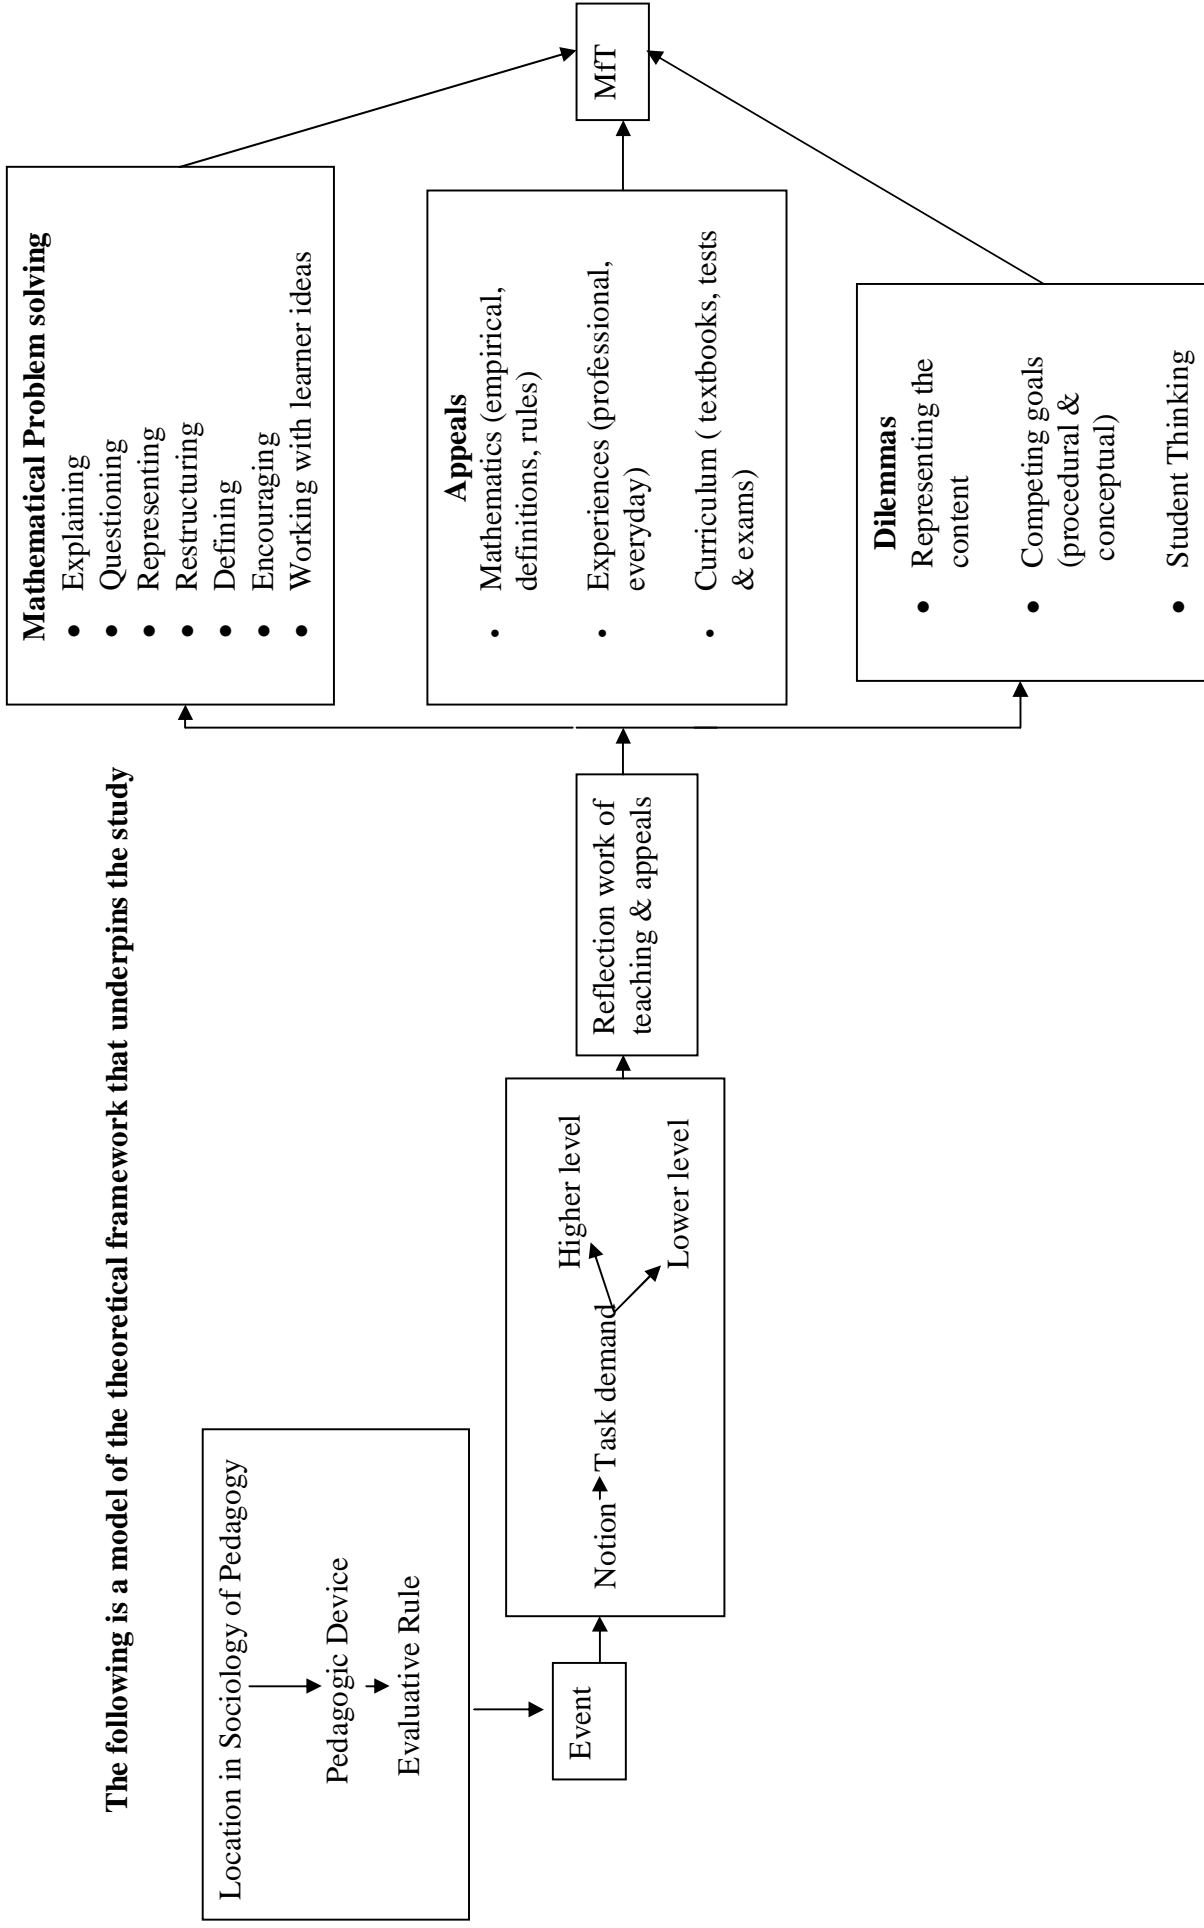 The following is a model of the theoretical framework that underpins the study
Location in Sociology of Pedagogy
Pedagogic Device
Evaluative Rule
Event
Notion
Task demand
Higher level
Lower level
Reflection work of
teaching & appeals
Mathematical Problem solving
• Explaining
• Questioning
• Representing
• Restructuring
• Defining
• Encouraging
• Working with learner ideas
Appeals
• Mathematics (empirical,
definitions, rules)
• Experiences (professional,
everyday)
• Curriculum ( textbooks, tests
& exams)
Dilemmas
• Representing the
content
• Competing goals
(procedural &
conceptual)
• Student Thinking
MfT